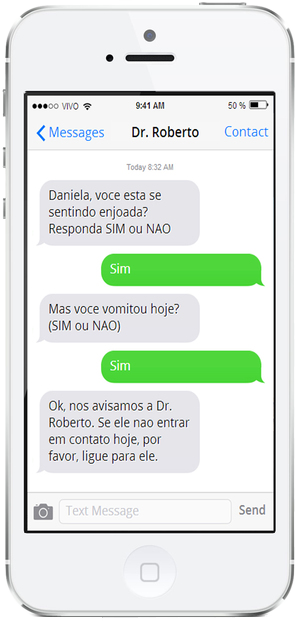 VIVO 9:41 AM 50 %
Messages Dr. Roberto Contact
Today 8:32 AM
Daniela, voce esta se
sentindo enjoada?
Responda SIM ou NAO
Sim
Mas voce vomitou hoje?
(SIM ou NAO)
Sim
Ok, nos avisamos a Dr.
Roberto. Se ele nao entrar
em contato hoje, por
favor, ligue para ele.
Text Message Send